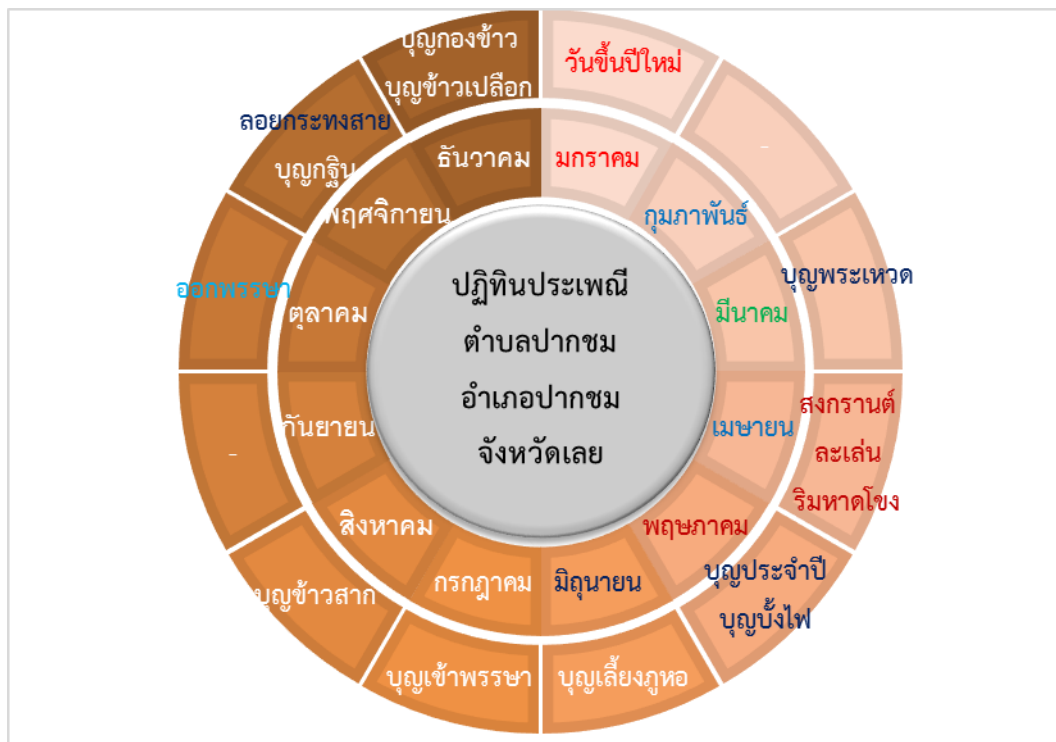 ปฏิทินประเพณี
ตำบลปากชม
อำเภอปากชม
จังหวัดเลย
มกราคม
วันขึ้นปีใหม่
กุมภาพันธ์
-
มีนาคม
บุญพระเหวด
เมษายน
สงกรานต์
ละเล่น
ริมหาดโขง
พฤษภาคม
บุญประจำปี
บุญบั้งไฟ
มิถุนายน
บุญเลี้ยงภูหอ
กรกฎาคม
บุญเข้าพรรษา
สิงหาคม
บุญข้าวสาก
กันยายน
-
ตุลาคม
ออกพรรษา
พฤศจิกายน
ลอยกระทงสาย
บุญกฐิน
ธันวาคม
บุญกองข้าว
บุญข้าวเปลือก